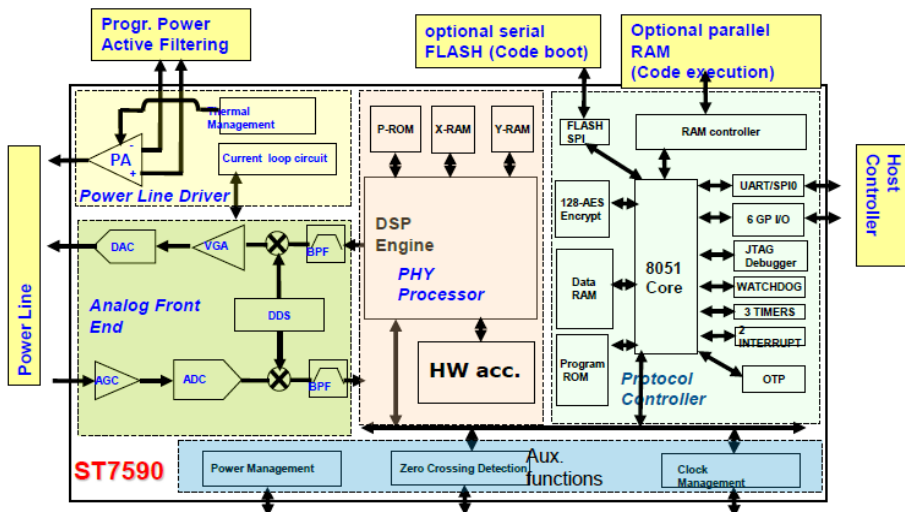 Progr. Power
Active Filtering
optional serial
FLASH (Code boot)
Optional parallel
RAM
(Code execution)
Thermal
Management
PA
-
+
Current loop circuit
Power Line Driver
P-ROM
X-RAM
Y-RAM
FLASH
SPI
RAM controller
Power Line
Host
Controller
DAC
VGA
BPF
Analog Front
End
DDS
AGC
ADC
BPF
DSP
Engine
PHY
Processor
HW acc.
128-AES
Encrypt
Data
RAM
Program
ROM
8051
Core
UART/SPI0
6 GP I/O
JTAG
Debugger
WATCHDOG
3 TIMERS
2
INTERRUPT
OTP
Protocol
Controller
ST7590
Power Management
Zero Crossing Detection
Aux.
functions
Clock
Management